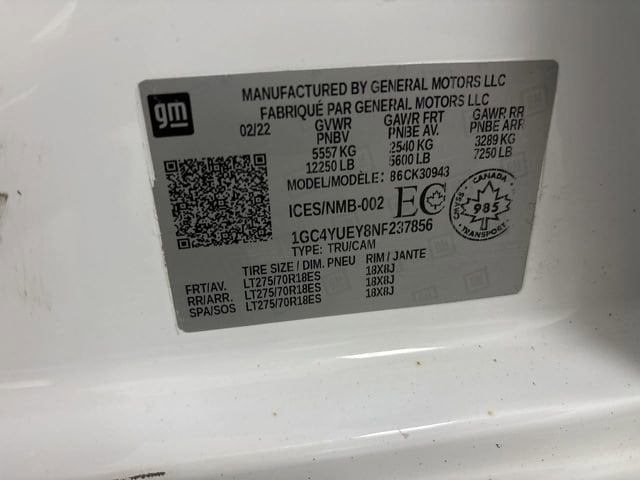 gm
MANUFACTURED BY GENERAL MOTORS LLC
FABRIQUÉ PAR GENERAL MOTORS LLC
02/22 GVWR GAWR FRT GAWR RR
PNBV PNBE AV. PNBE ARR
5557 KG 2540 KG 3289 KG
12250 LB 5600 LB 7250 LB
MODEL/MODÈLE: 86CK30943
ICES/NMB-002 EC
CANADA
985
TRANSPORT
1GC4YUEY8NF237856
TYPE: TRU/CAM
TIRE SIZE / DIM. PNEU RIM / JANTE
FRT/AV. LT275/70R18ES 18X8J
RR/ARR. LT275/70R18ES 18X8J
SPA/SOS LT275/70R18ES 18X8J